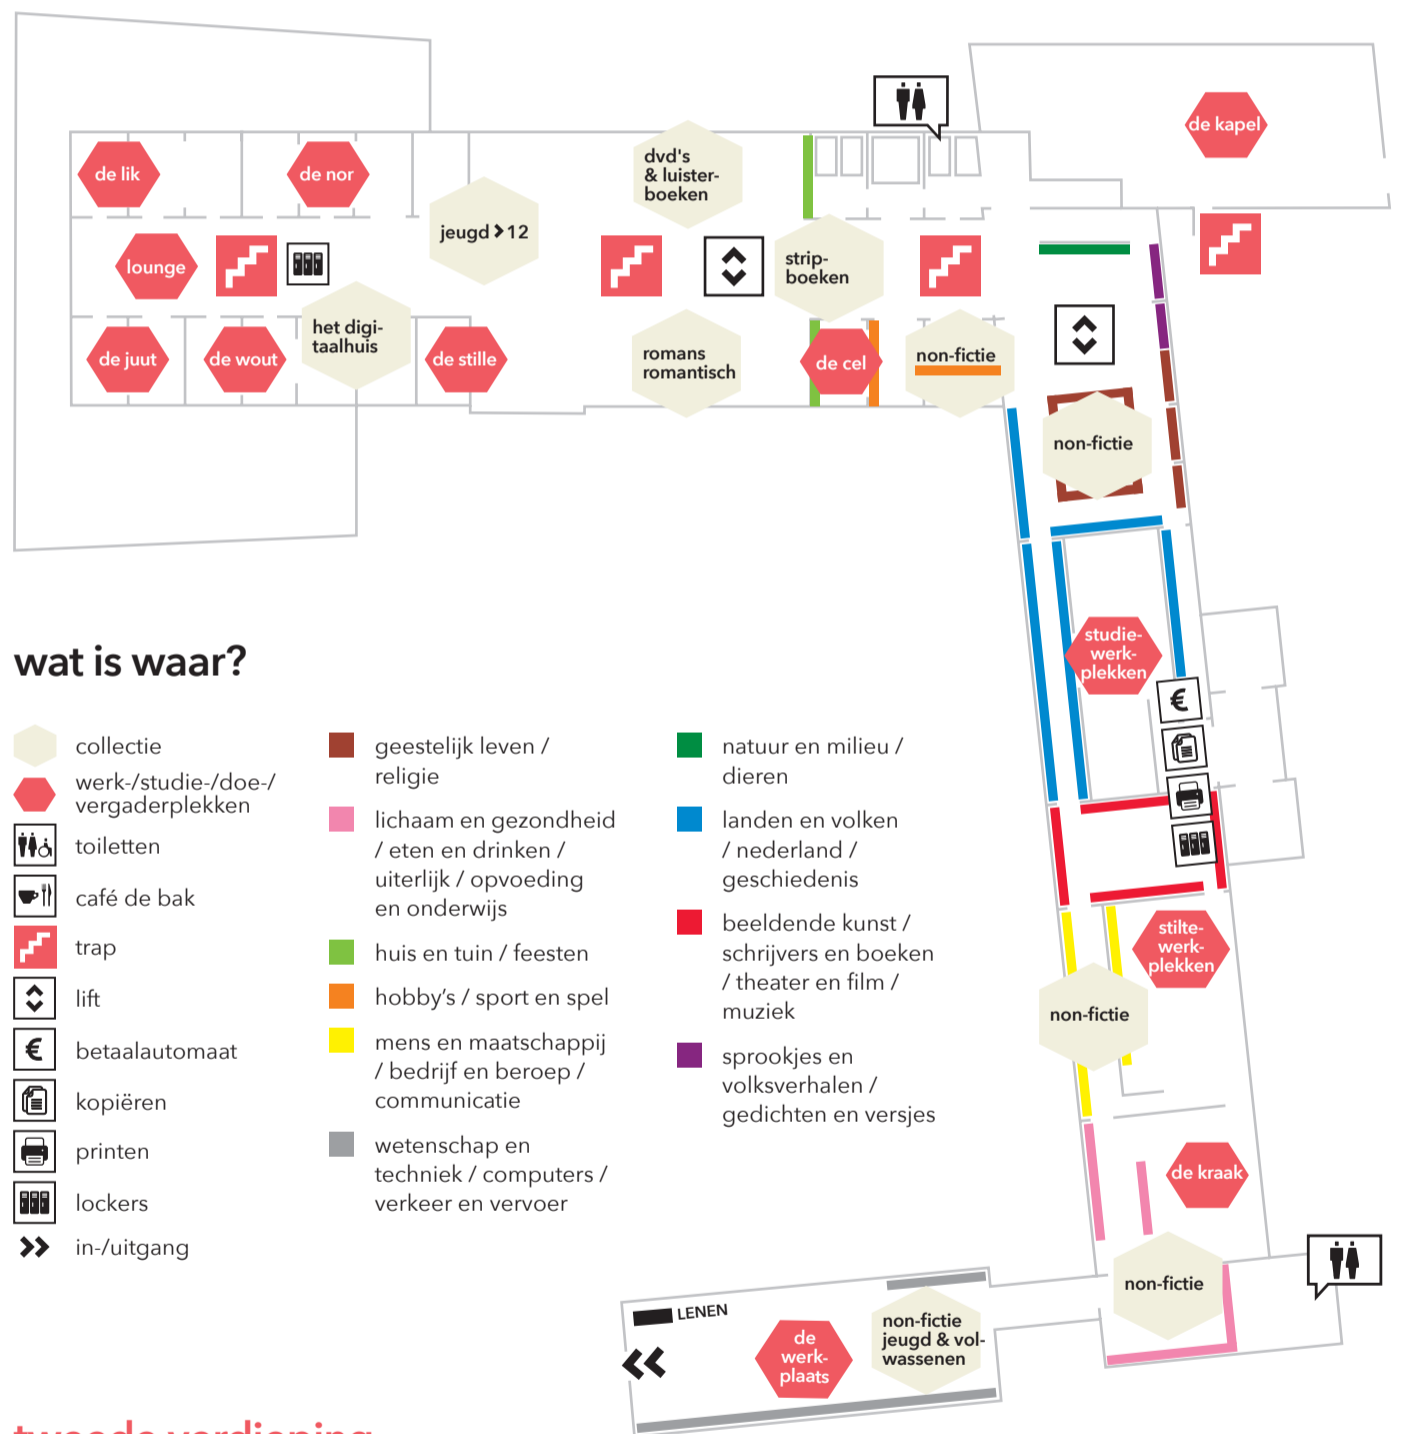 de kapel
dvd's
& luister-
boeken
de lik
de nor
jeugd > 12
lounge
strip-
boeken
het digi-
taalhuis
de juut
de wout
de stille
romans
romantisch
de cel
non-fictie
non-fictie
studie-
werk-
plekken
€
stilte-
werk-
plekken
non-fictie
de kraak
non-fictie
LENEN
de
werk-
plaats
non-fictie
jeugd & vol-
wassenen
wat is waar?
collectie
werk-/studie-/doe-/
vergaderplekken
toiletten
café de bak
trap
lift
€ betaalautomaat
kopiëren
printen
lockers
in-/uitgang
geestelijk leven /
religie
lichaam en gezondheid
/ eten en drinken /
uiterlijk / opvoeding
en onderwijs
huis en tuin / feesten
hobby's / sport en spel
mens en maatschappij
/ bedrijf en beroep /
communicatie
wetenschap en
techniek / computers /
verkeer en vervoer
natuur en milieu /
dieren
landen en volken
/ nederland /
geschiedenis
beeldende kunst /
schrijvers en boeken
/ theater en film /
muziek
sprookjes en
volksverhalen /
gedichten en versjes
tweede verdieping